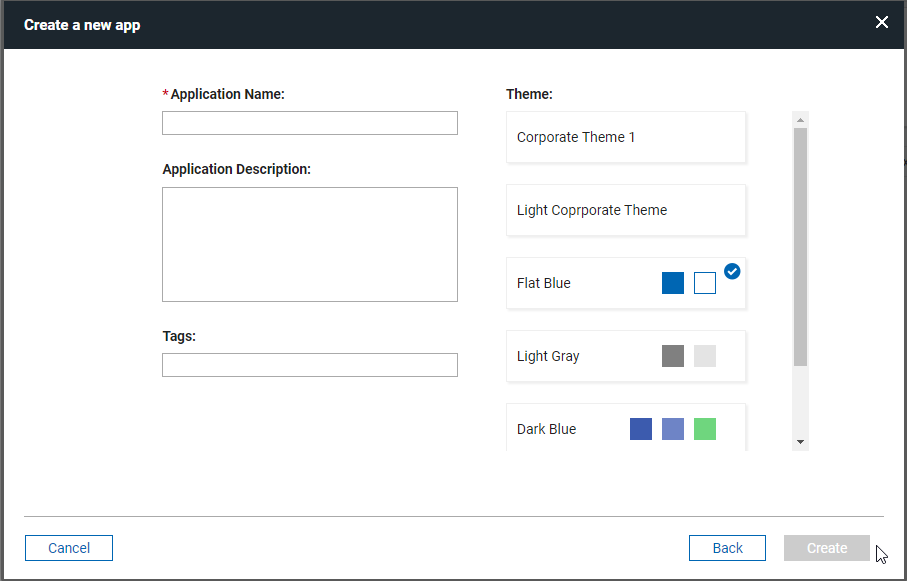 Create a new app
* Application Name:
Application Description:
Tags:
Theme:
Corporate Theme 1
Light Coprporate Theme
Flat Blue
Light Gray
Dark Blue
Cancel
Back
Create